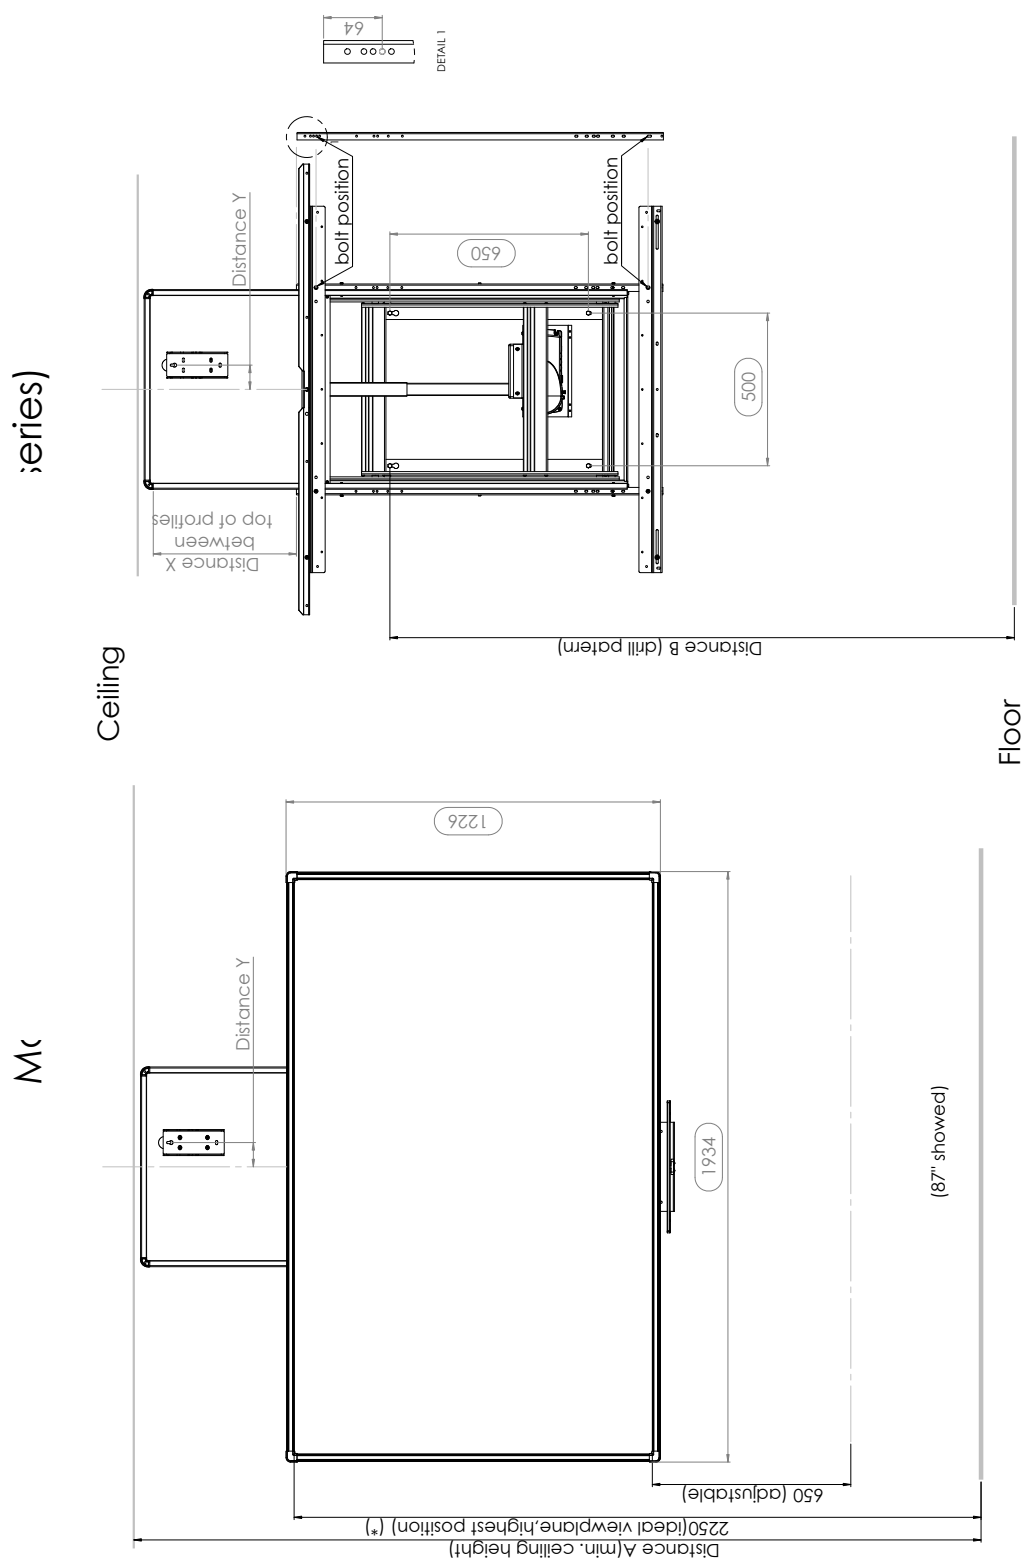 64
DETAIL 1
bolt position
bolt position
Distance Y
650
500
series)
Distance X
between
top of profiles
Distance B (drill patern)
Ceiling
Floor
1226
Distance Y
1934
(87" showed)
650 (adjustable)
2250(ideal viewplane,highest position) (*)
Distance A(min. ceiling height)